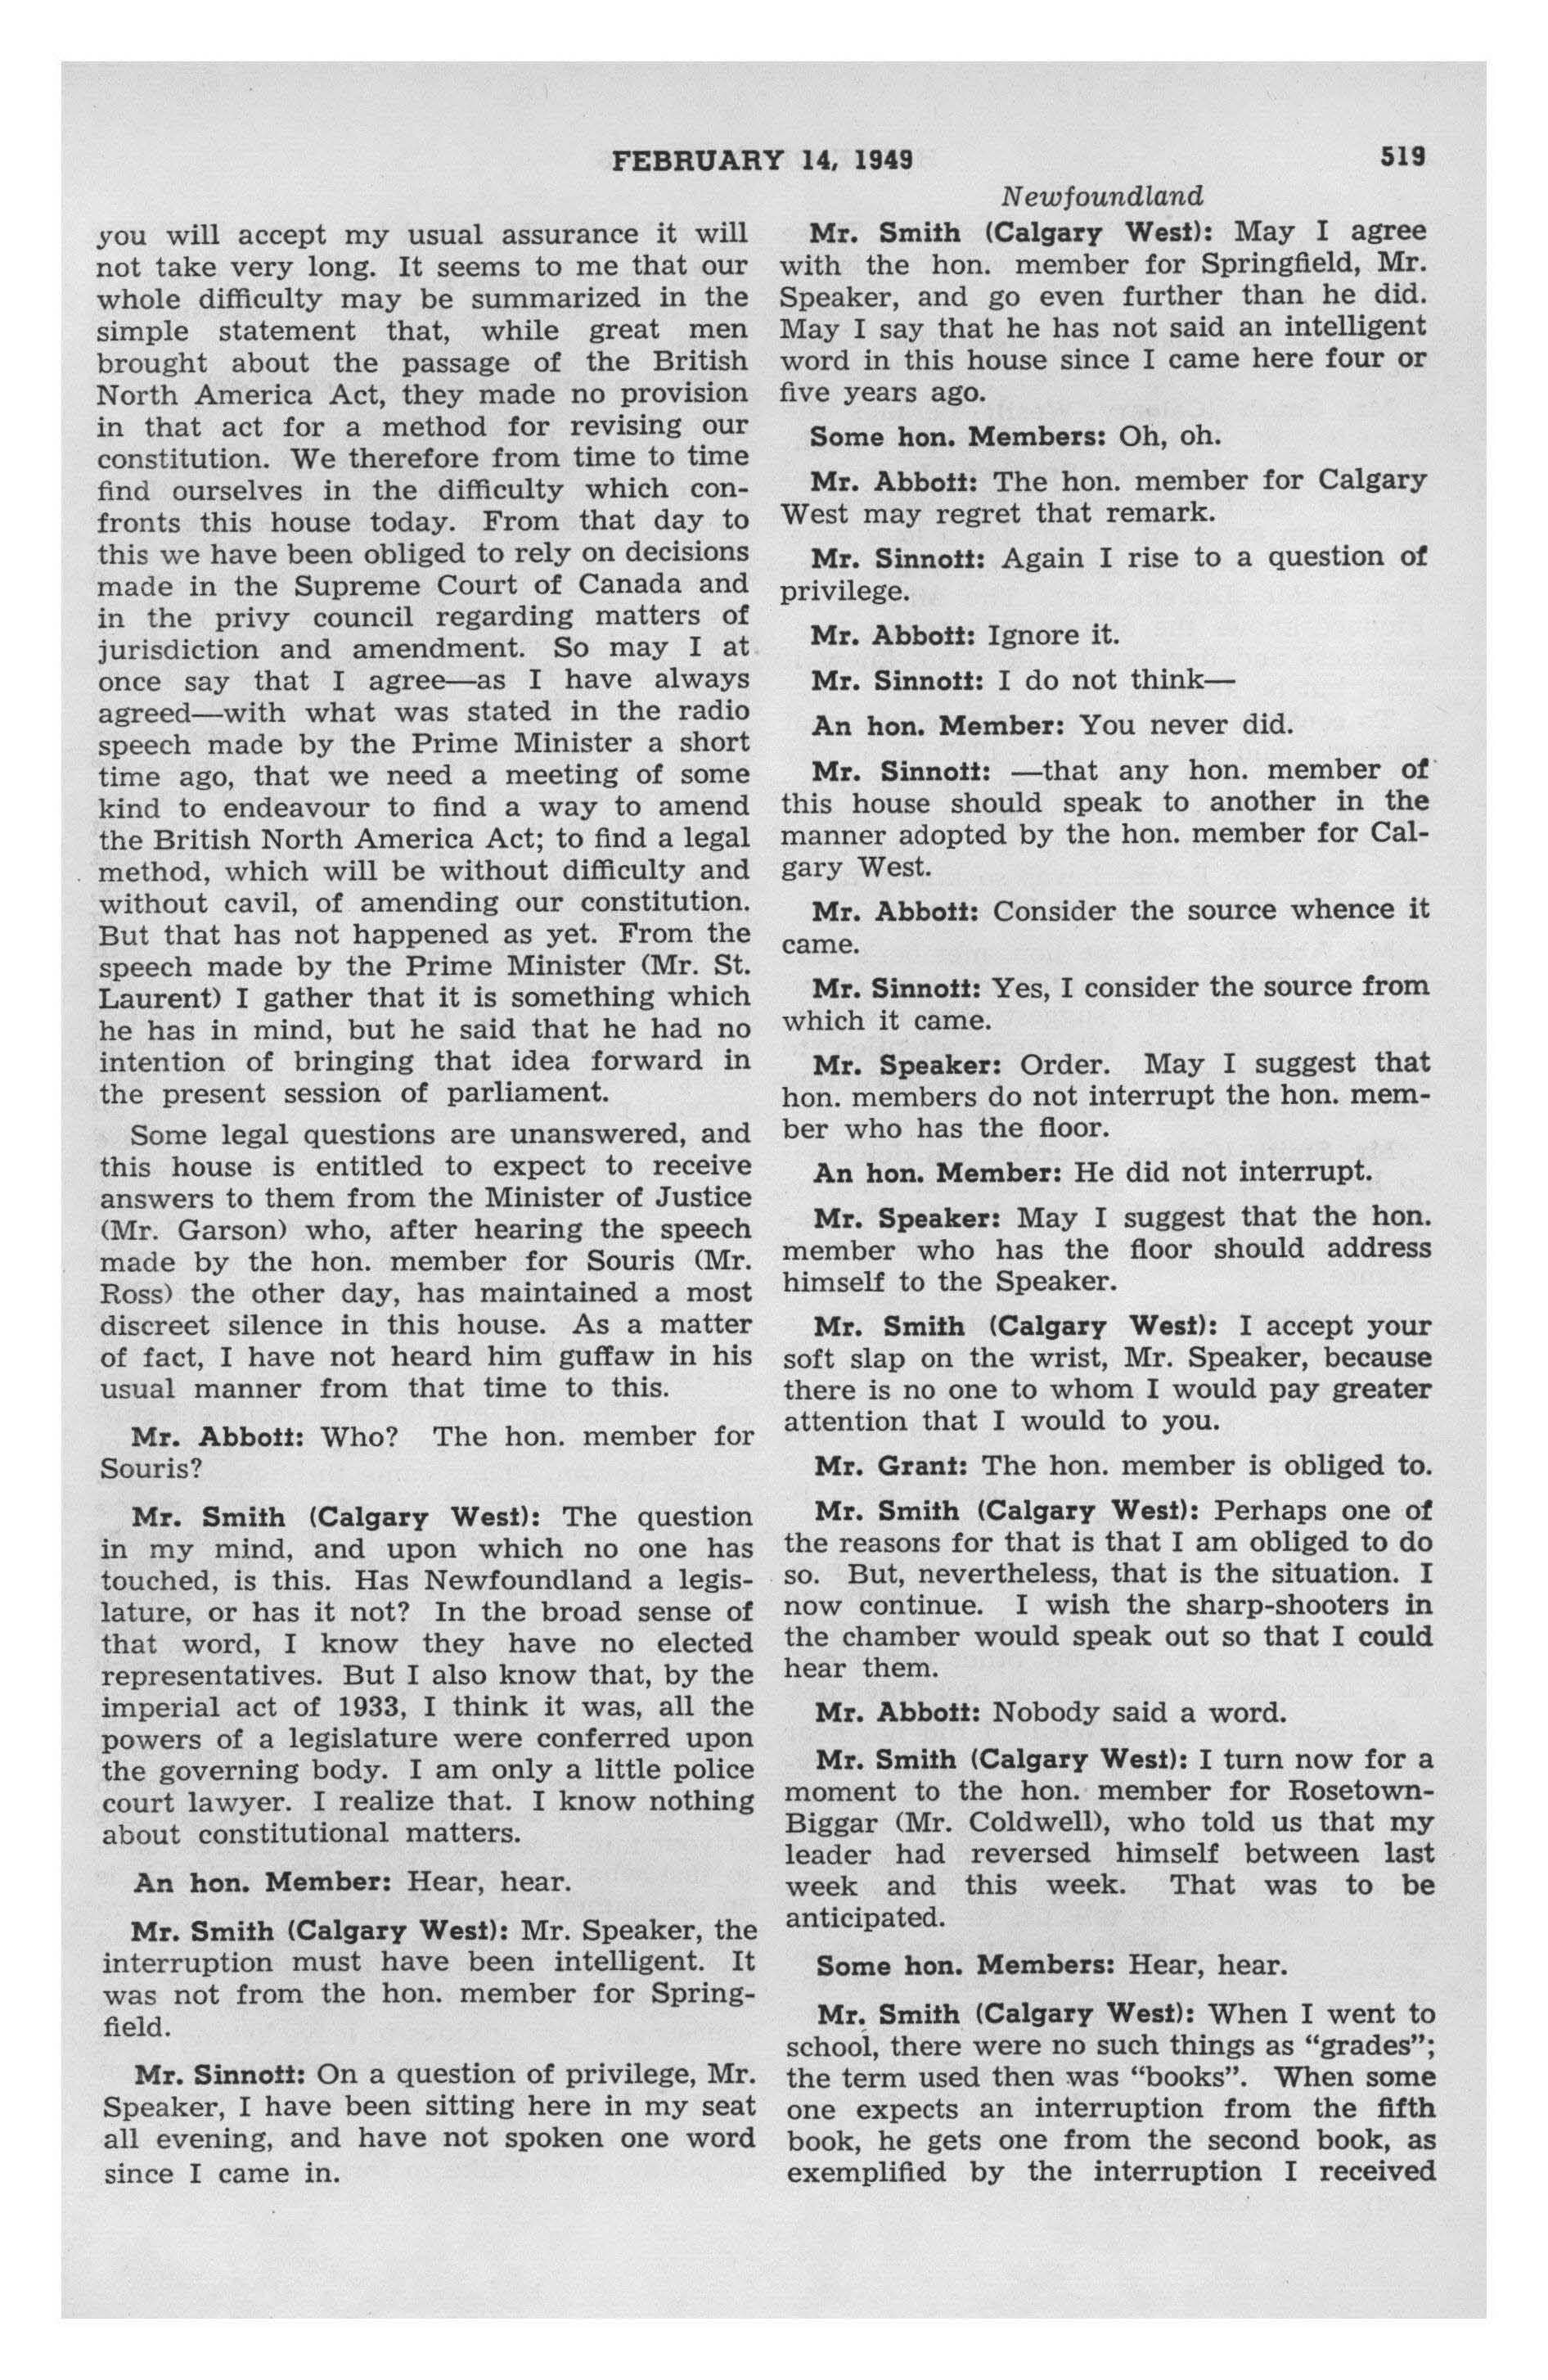 FEBRUARY 14, 1949
519
Newfoundland
you will accept my usual assurance it will
not take very long. It seems to me that our
whole difficulty may be summarized in the
simple statement that, while great men
brought about the passage of the British
North America Act, they made no provision
in that act for a method for revising our
constitution. We therefore from time to time
find ourselves in the difficulty which con-
fronts this house today. From that day to
this we have been obliged to rely on decisions
made in the Supreme Court of Canada and
in the privy council regarding matters of
jurisdiction and amendment. So may I at
once say that I agree—as I have always
agreed—with what was stated in the radio
speech made by the Prime Minister a short
time ago, that we need a meeting of some
kind to endeavour to find a way to amend
the British North America Act; to find a legal
method, which will be without difficulty and
without cavil, of amending our constitution.
But that has not happened as yet. From the
speech made by the Prime Minister (Mr. St.
Laurent) I gather that it is something which
he has in mind, but he said that he had no
intention of bringing that idea forward in
the present session of parliament.
Some legal questions are unanswered, and
this house is entitled to expect to receive
answers to them from the Minister of Justice
(Mr. Garson) who, after hearing the speech
made by the hon. member for Souris (Mr.
Ross) the other day, has maintained a most
discreet silence in this house. As a matter
of fact, I have not heard him guffaw in his
usual manner from that time to this.
Mr. Abbott: Who? The hon. member for
Souris?
Mr. Smith (Calgary West): The question
in my mind, and upon which no one has
touched, is this. Has Newfoundland a legis-
lature, or has it not? In the broad sense of
that word, I know they have no elected
representatives. But I also know that, by the
imperial act of 1933, I think it was, all the
powers of a legislature were conferred upon
the governing body. I am only a little police
court lawyer. I realize that. I know nothing
about constitutional matters.
An hon. Member: Hear, hear.
Mr. Smith (Calgary West): Mr. Speaker, the
interruption must have been intelligent. It
was not from the hon. member for Spring-
field.
Mr. Sinnott: On a question of privilege, Mr.
Speaker, I have been sitting here in my seat
all evening, and have not spoken one word
since I came in.
Mr. Smith (Calgary West): May I agree
with the hon. member for Springfield, Mr.
Speaker, and go even further than he did.
May I say that he has not said an intelligent
word in this house since I came here four or
five years ago.
Some hon. Members: Oh, oh.
Mr. Abbott: The hon. member for Calgary
West may regret that remark.
Mr. Sinnott: Again I rise to a question of
privilege.
Mr. Abbott: Ignore it.
Mr. Sinnott: I do not think—
An hon. Member: You never did.
Mr. Sinnott: —that any hon. member of
this house should speak to another in the
manner adopted by the hon. member for Cal-
gary West.
Mr. Abbott: Consider the source whence it
came.
Mr. Sinnott: Yes, I consider the source from
which it came.
Mr. Speaker: Order. May I suggest that
hon. members do not interrupt the hon. mem-
ber who has the floor.
An hon. Member: He did not interrupt.
Mr. Speaker: May I suggest that the hon.
member who has the floor should address
himself to the Speaker.
Mr. Smith (Calgary West): I accept your
soft slap on the wrist, Mr. Speaker, because
there is no one to whom I would pay greater
attention that I would to you.
Mr. Grant: The hon. member is obliged to.
Mr. Smith (Calgary West): Perhaps one of
the reasons for that is that I am obliged to do
so. But, nevertheless, that is the situation. I
now continue. I wish the sharp-shooters in
the chamber would speak out so that I could
hear them.
Mr. Abbott: Nobody said a word.
Mr. Smith (Calgary West): I turn now for a
moment to the hon. member for Rosetown-
Biggar (Mr. Coldwell), who told us that my
leader had reversed himself between last
week and this week. That was to be
anticipated.
Some hon. Members: Hear, hear.
Mr. Smith (Calgary West): When I went to
school, there were no such things as “grades”;
the term used then was “books”. When some
one expects an interruption from the fifth
book, he gets one from the second book, as
exemplified by the interruption I received